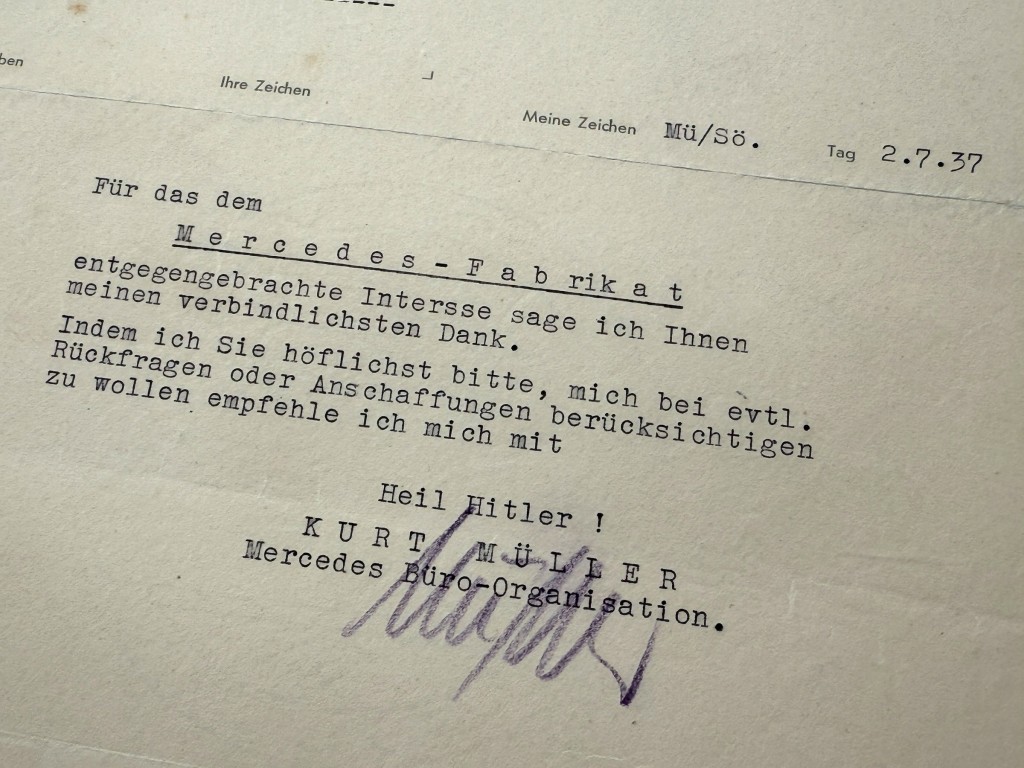 ben
Ihre Zeichen
Meine Zeichen Mü/Sö. Tag 2.7.37
Für das dem
M e r c e d e s - F a b rik a t
entgegengebrachte Intersse sage ich Ihnen
meinen verbindlichsten Dank.
Indem ich Sie höflichst bitte, mich bei evtl.
Rückfragen oder Anschaffungen berücksichtigen
zu wollen empfehle ich mich mit
Heil Hitler !
K U R T M Ü L L E R
Mercedes Büro-Organisation.